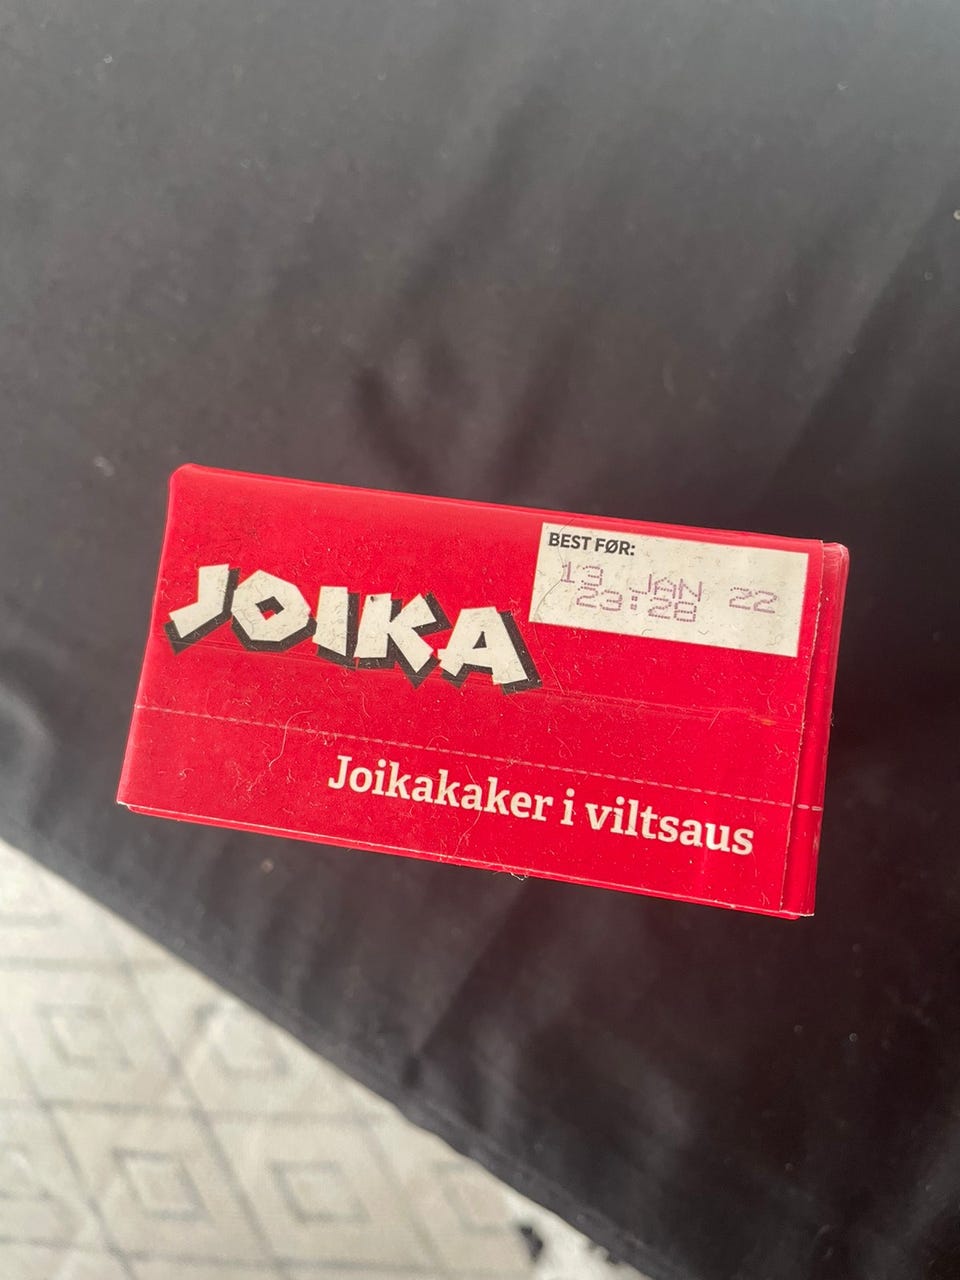 JOIKA
BEST FØR:
13 JAN 22
23:28
Joikakaker i viltsaus